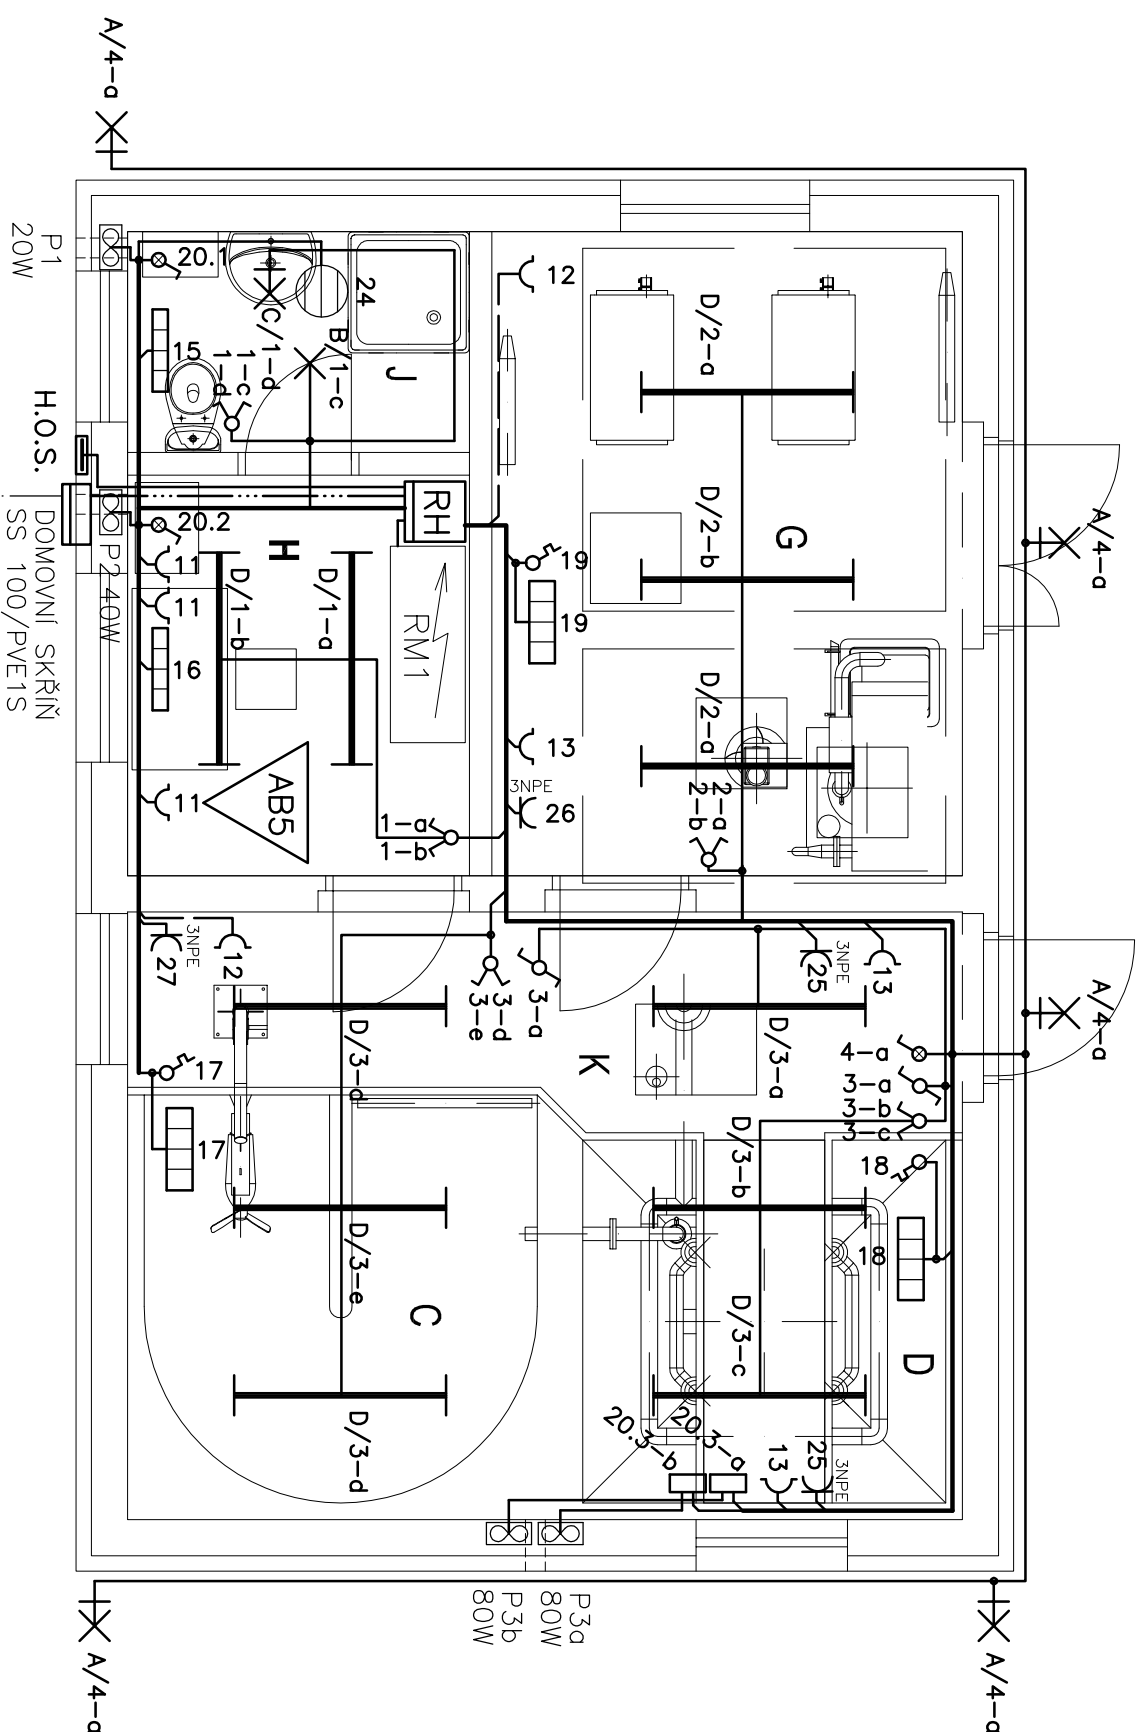 A/4-a
A/4-a
A/4-a
A/4-a
A/4-a
P1
20W
H.O.S.
DOMOVNÍ SKŘÍŇ
SS 100/PVE1S
P2 40W
20.1
24
C/1-d
B/1-c
J
15
1-c
1-d
12
D/2-a
D/2-b
G
D/2-a
2-a
2-b
RH
20.2
H
11
11
16
11
D/1-b
D/1-a
RM1
AB5
19
19
13
3NPE
26
1-a
1-b
3NPE
27
12
17
17
3-d
3-e
3-a
D/3-d
D/3-e
D/3-d
C
K
D/3-a
3NPE
25
13
4-a
3-a
3-b
3-c
18
18
D/3-b
D/3-c
D
20.3-b
20.3-a
13
25
3NPE
P3a
80W
P3b
80W